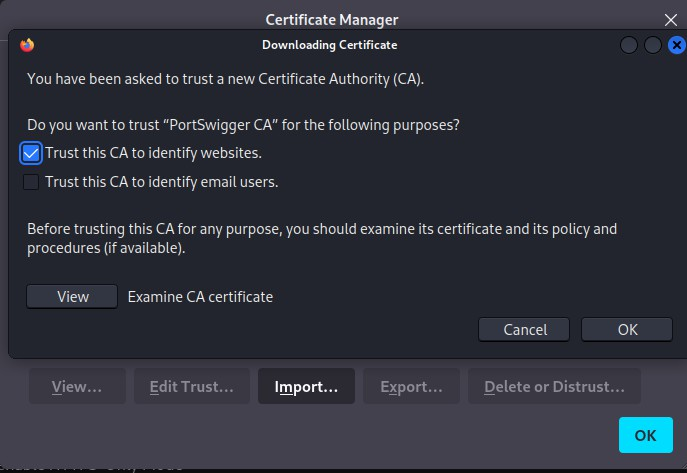 Certificate Manager
Downloading Certificate
You have been asked to trust a new Certificate Authority (CA).
Do you want to trust “PortSwigger CA” for the following purposes?
Trust this CA to identify websites.
Trust this CA to identify email users.
Before trusting this CA for any purpose, you should examine its certificate and its policy and
procedures (if available).
View Examine CA certificate
Cancel OK
View… Edit Trust… Import… Export… Delete or Distrust…
OK